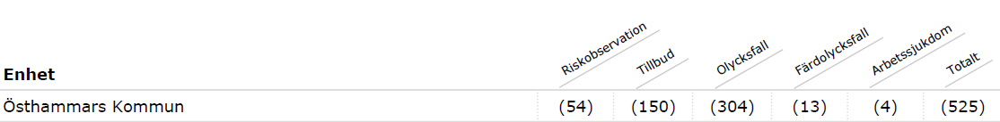 Enhet Riskobservation Tillbud Olycksfall Färdolycksfall Arbetssjukdom Totalt
Östhammars Kommun (54) (150) (304) (13) (4) (525)